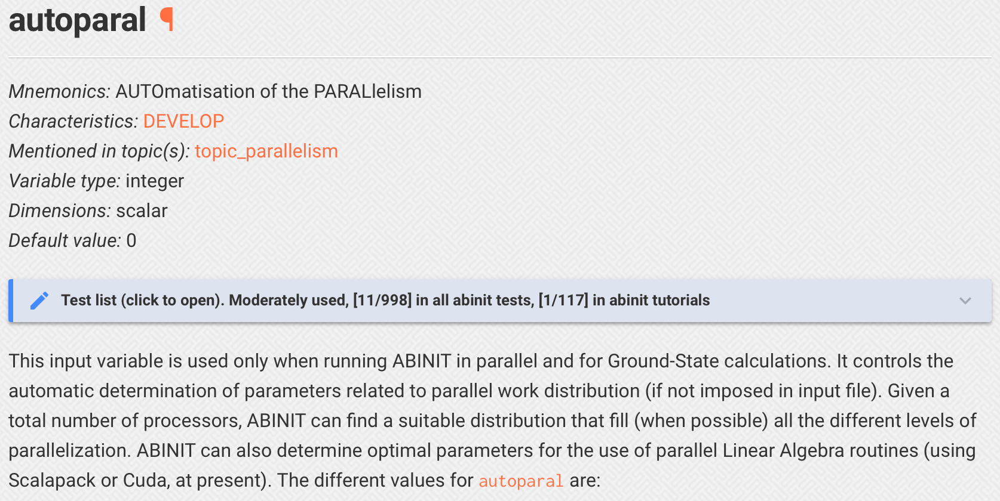 autoparal ¶
Mnemonics: AUTOmatisation of the PARALlelism
Characteristics: DEVELOP
Mentioned in topic(s): topic_parallelism
Variable type: integer
Dimensions: scalar
Default value: 0
Test list (click to open). Moderately used, [11/998] in all abinit tests, [1/117] in abinit tutorials
This input variable is used only when running ABINIT in parallel and for Ground-State calculations. It controls the
automatic determination of parameters related to parallel work distribution (if not imposed in input file). Given a
total number of processors, ABINIT can find a suitable distribution that fill (when possible) all the different levels of
parallelization. ABINIT can also determine optimal parameters for the use of parallel Linear Algebra routines (using
Scalapack or Cuda, at present). The different values for autoparal are: